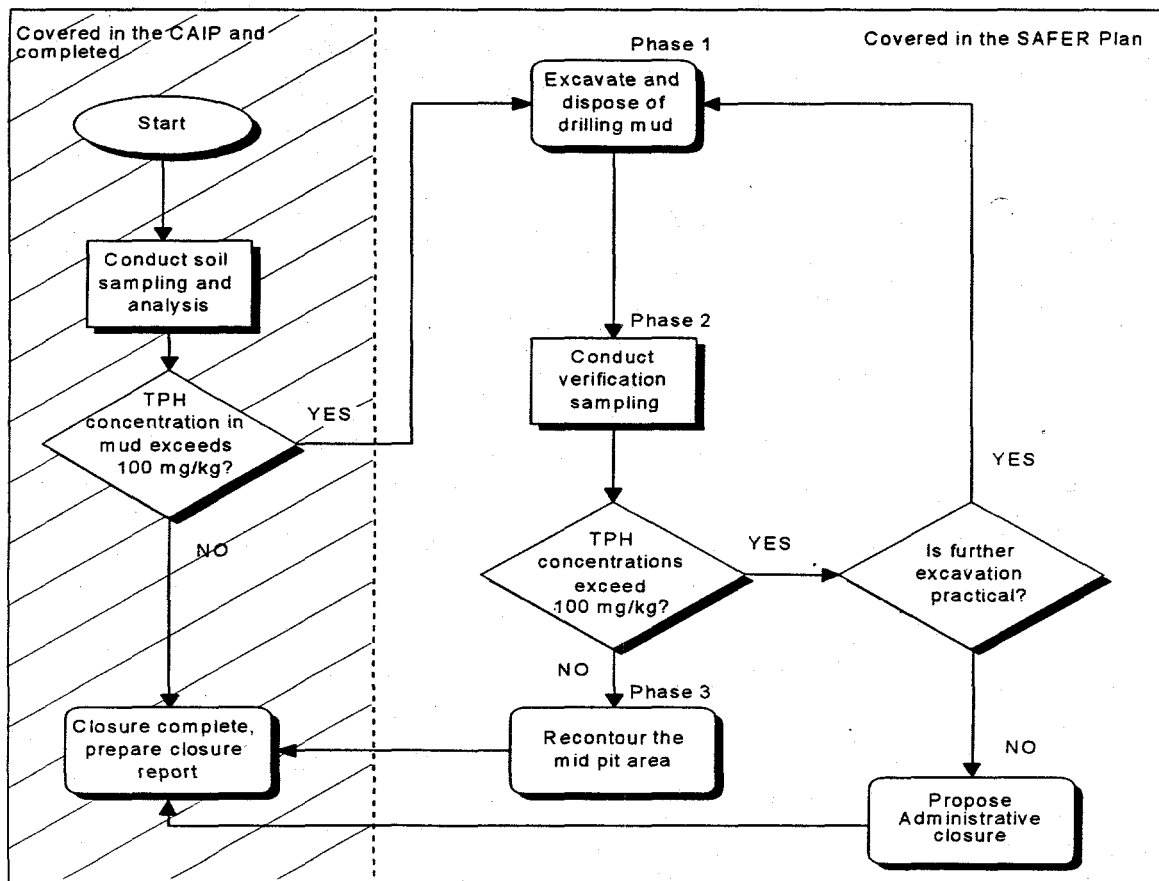 Covered in the CAIP and
completed
Start
Conduct soil
sampling and
analysis
TPH
concentration in
mud exceeds
100 mg/kg?
YES
NO
Closure complete,
prepare closure
report
Covered in the SAFER Plan
Phase 1
Excavate and
dispose of
drilling mud
Phase 2
Conduct
verification
sampling
TPH
concentrations
exceed
100 mg/kg?
YES
NO
Phase 3
Recontour the
mid pit area
Is further
excavation
practical?
YES
NO
Propose
Administrative
closure